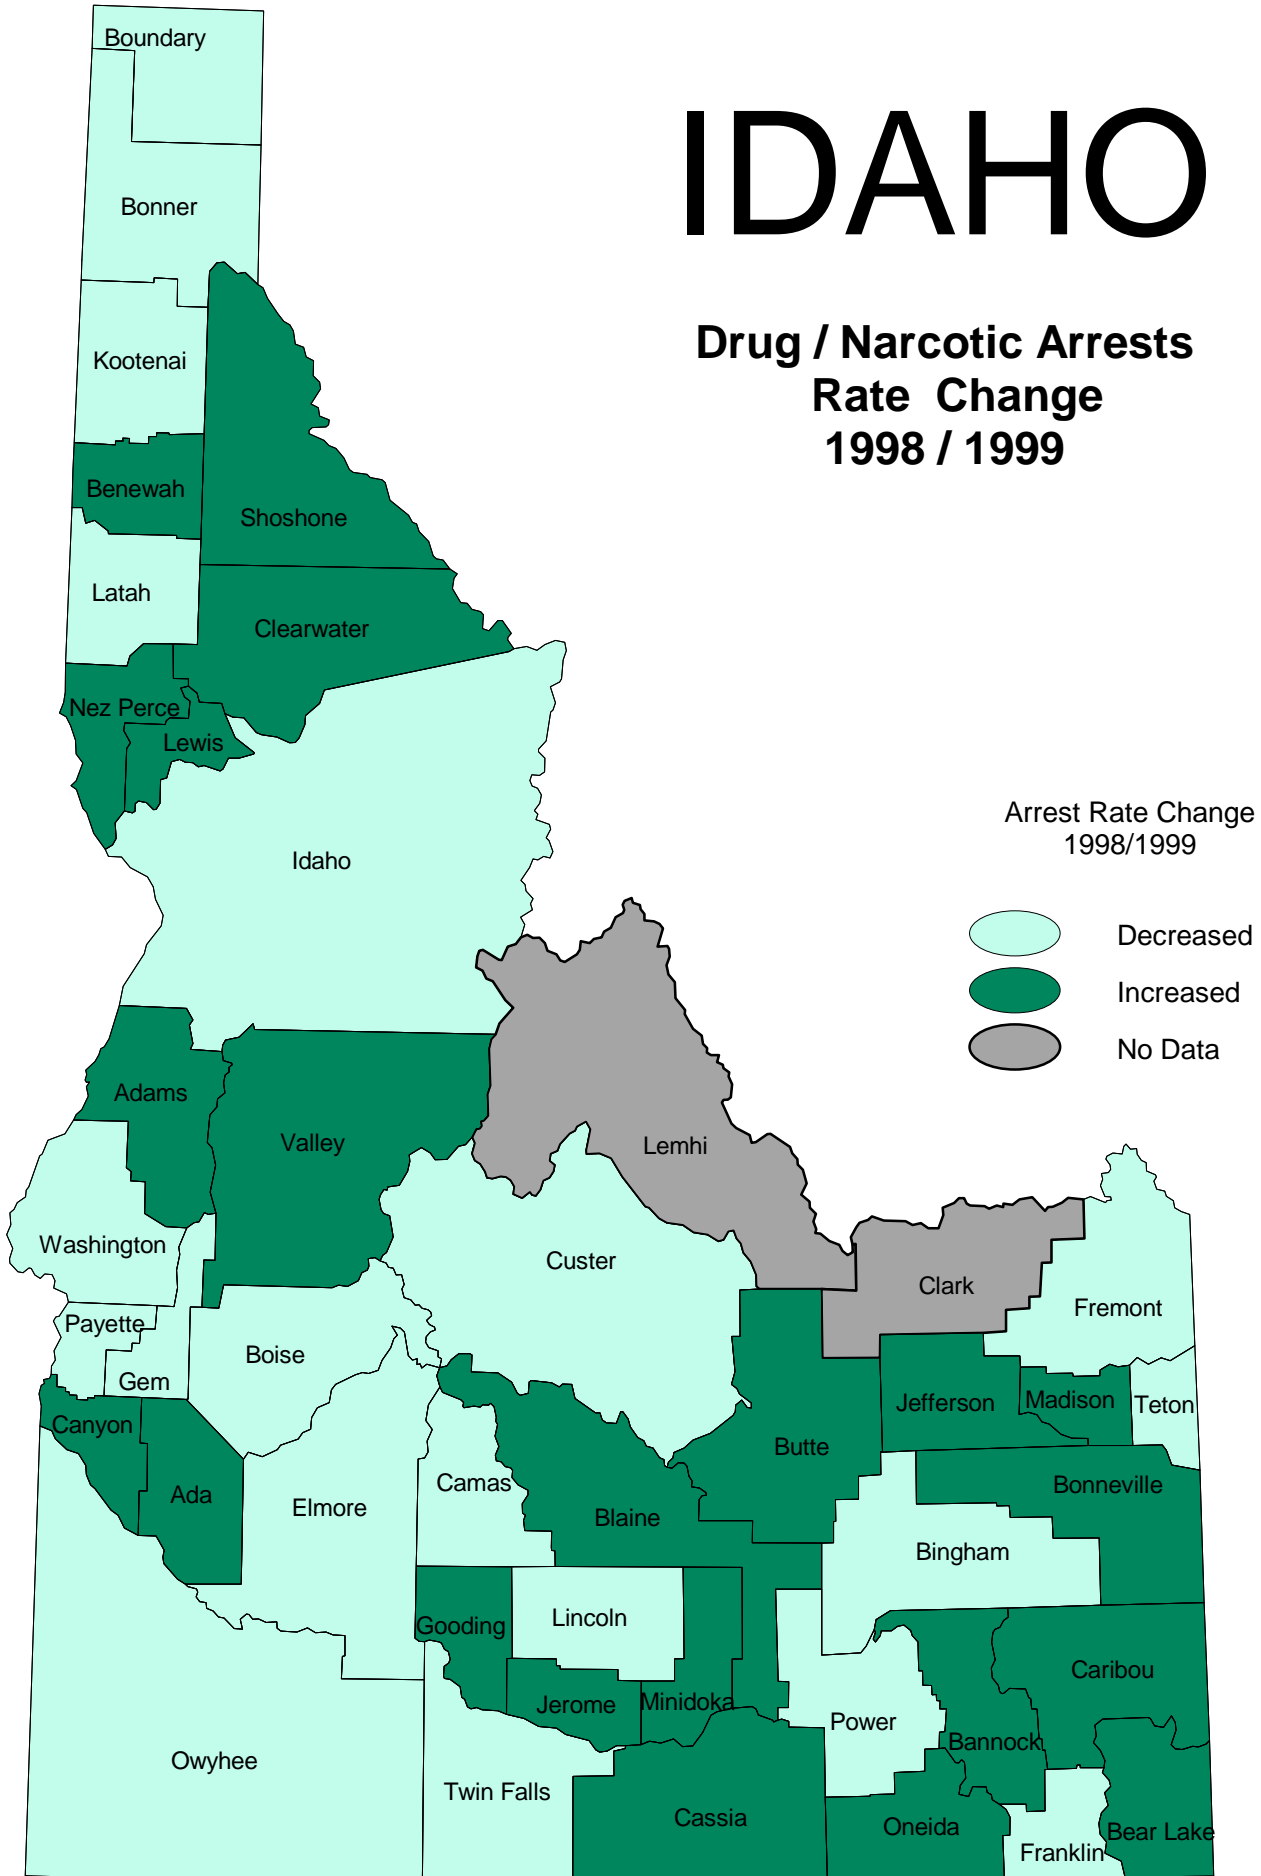 Boundary
IDAHO
Bonner
Drug / Narcotic Arrests
Rate Change
1998 / 1999
Kootenai
Benewah
Shoshone
Latah
Clearwater
Nez Perce
Lewis
Arrest Rate Change
1998/1999
Idaho
Decreased
Increased
No Data
Adams
Valley
Lemhi
Washington
Custer
Clark
Fremont
Payette
Boise
Gem
Canyon
Jefferson
Madison
Teton
Butte
Camas
Ada
Elmore
Blaine
Bonneville
Bingham
Gooding
Lincoln
Caribou
Jerome
Minidoka
Power
Bannock
Owyhee
Twin Falls
Cassia
Oneida
Franklin
Bear Lake